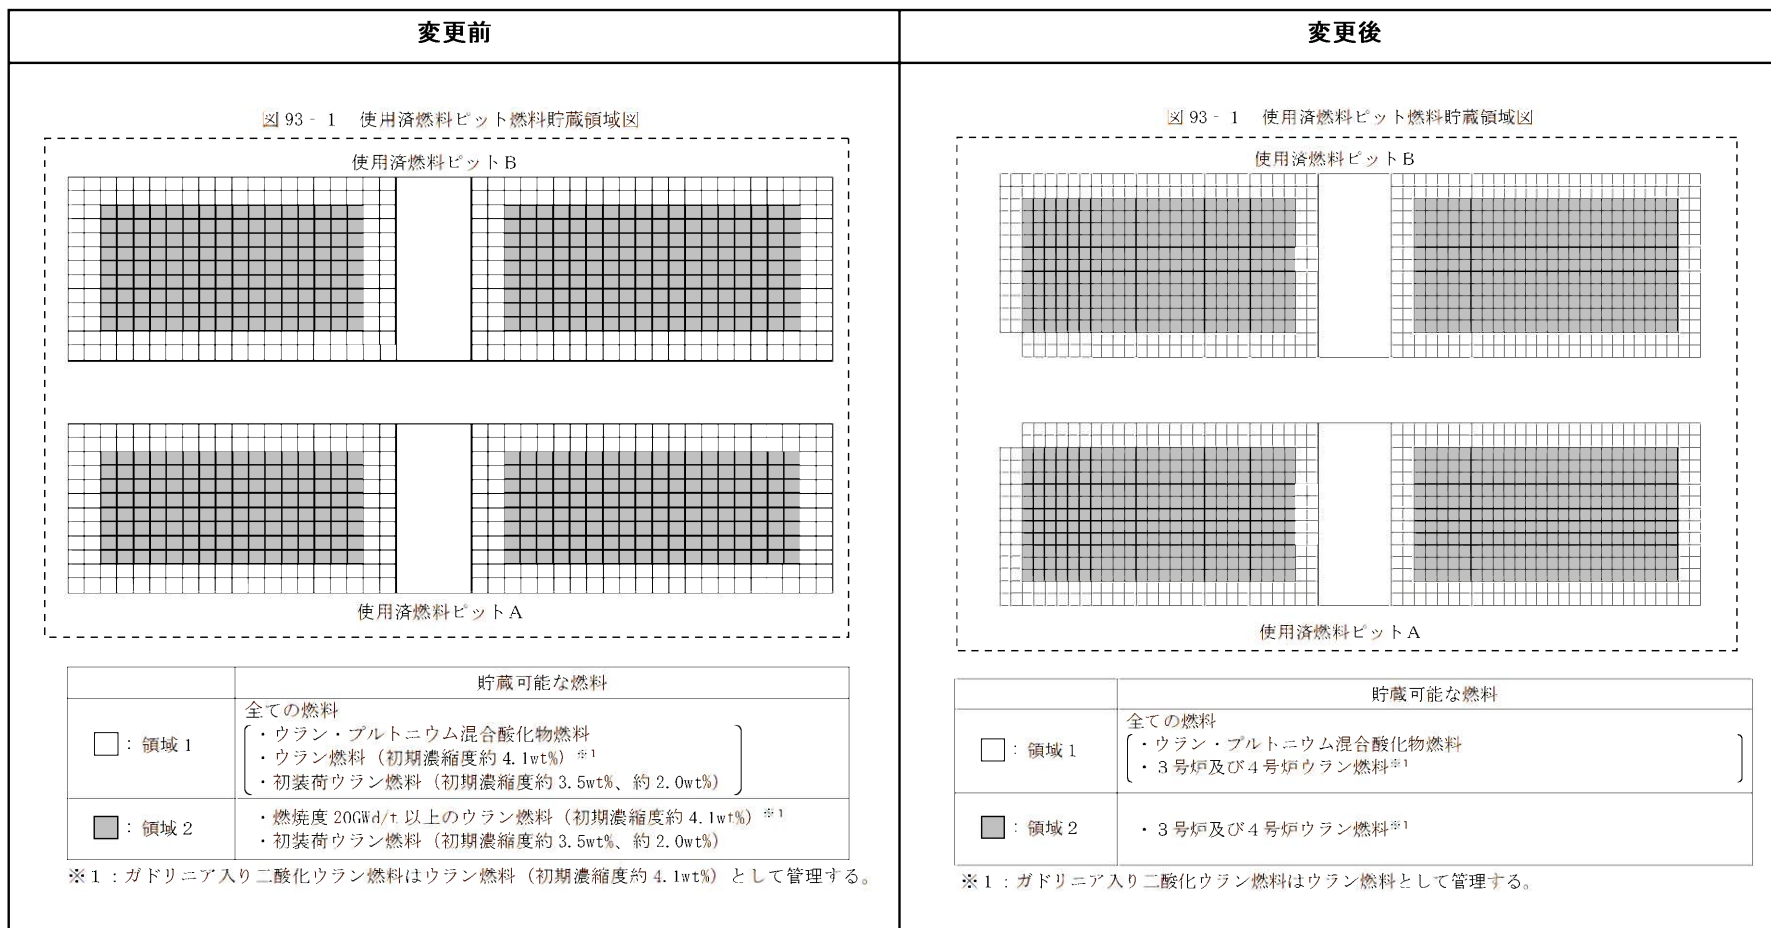 変更前
図 93 - 1 使用済燃料ピット燃料貯蔵領域図
使用済燃料ピットB
使用済燃料ピットA
貯蔵可能な燃料
□：領域1
全ての燃料
・ウラン・プルトニウム混合酸化物燃料
・ウラン燃料（初期濃縮度約 4.1wt%）※1
・初装荷ウラン燃料（初期濃縮度約 3.5wt%、約 2.0wt%）
：領域2
・燃焼度 20GWd/t 以上のウラン燃料（初期濃縮度約 4.1wt%）※1
・初装荷ウラン燃料（初期濃縮度約 3.5wt%、約 2.0wt%）
※1：ガドリニア入り二酸化ウラン燃料はウラン燃料（初期濃縮度約 4.1wt%）として管理する。
変更後
図 93 - 1 使用済燃料ピット燃料貯蔵領域図
使用済燃料ピットB
使用済燃料ピットA
貯蔵可能な燃料
□：領域1
全ての燃料
・ウラン・プルトニウム混合酸化物燃料
・3号炉及び4号炉ウラン燃料※1
：領域2
・3号炉及び4号炉ウラン燃料※1
※1：ガドリニア入り二酸化ウラン燃料はウラン燃料として管理する。